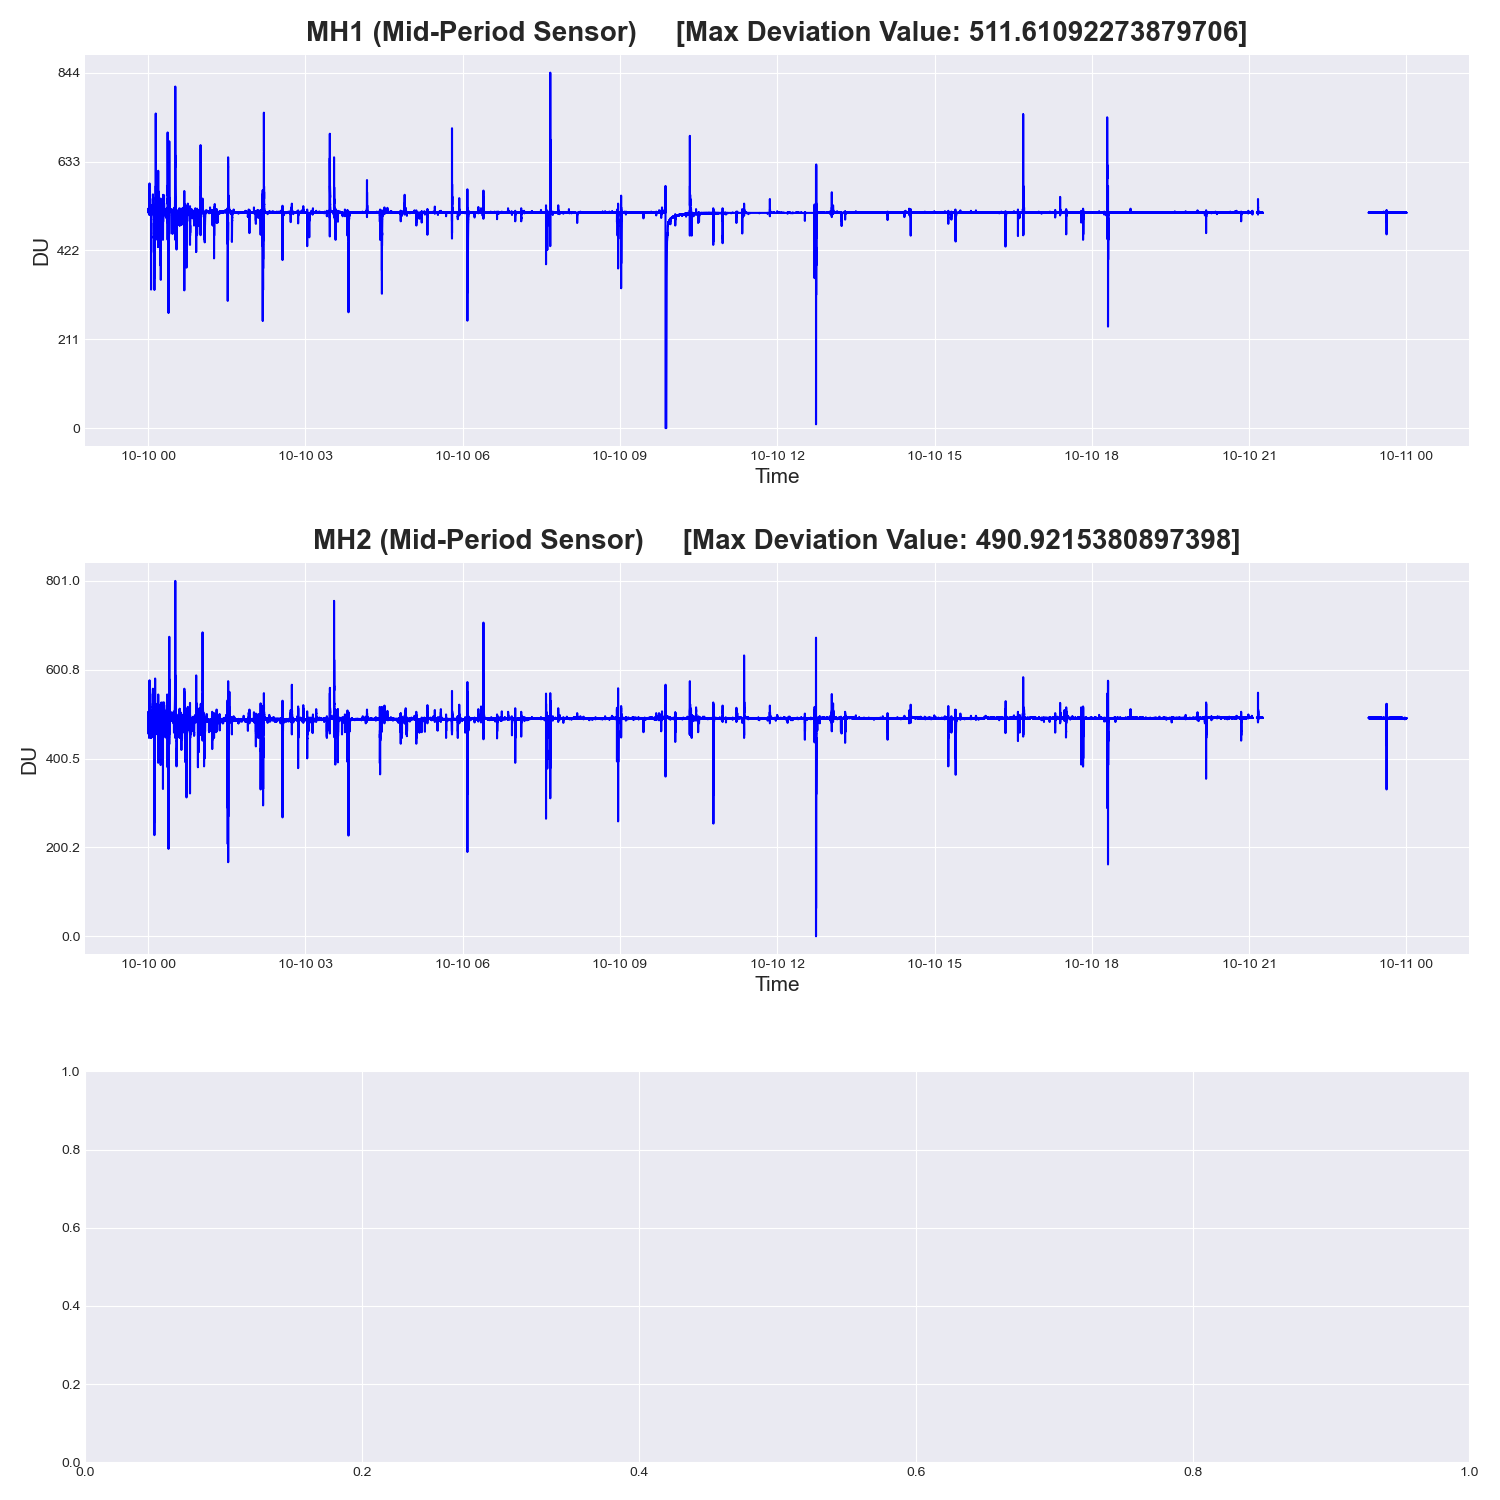 MH1 (Mid-Period Sensor) [Max Deviation Value: 511.61092273879706]
844
633
422
211
0
DU
10-10 00 10-10 03 10-10 06 10-10 09 10-10 12 10-10 15 10-10 18 10-10 21 10-11 00
Time
MH2 (Mid-Period Sensor) [Max Deviation Value: 490.9215380897398]
801.0
600.8
400.5
200.2
0.0
DU
10-10 00 10-10 03 10-10 06 10-10 09 10-10 12 10-10 15 10-10 18 10-10 21 10-11 00
Time
1.0
0.8
0.6
0.4
0.2
0.0
0.0 0.2 0.4 0.6 0.8 1.0